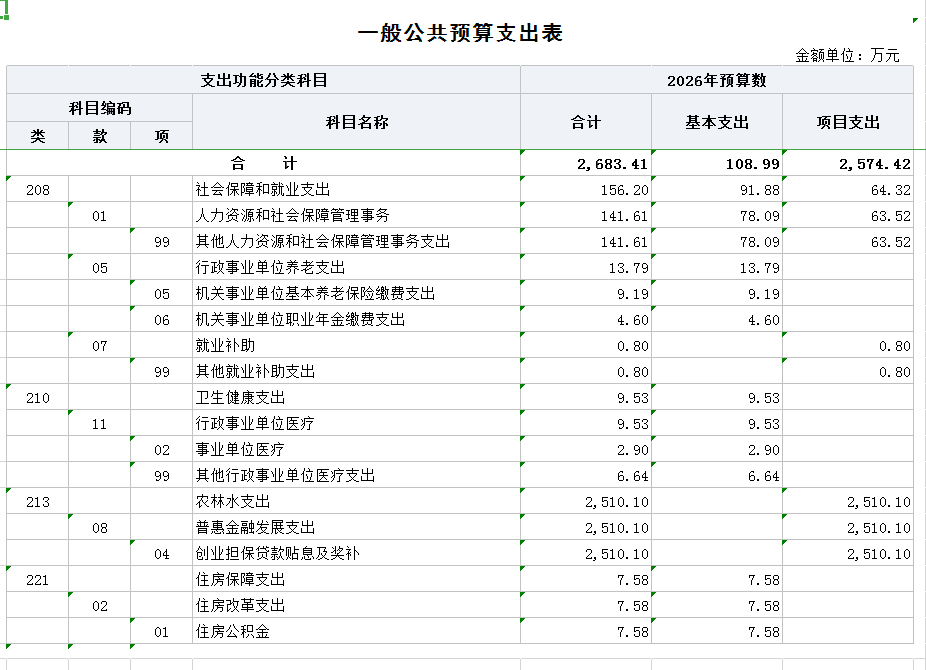 一般公共预算支出表
金额单位：万元
支出功能分类科目 2026年预算数
科目编码 科目名称 合计 基本支出 项目支出
类 款 项
合 计 2,683.41 108.99 2,574.42
208 社会保障和就业支出 156.20 91.88 64.32
01 人力资源和社会保障管理事务 141.61 78.09 63.52
99 其他人力资源和社会保障管理事务支出 141.61 78.09 63.52
05 行政事业单位养老支出 13.79 13.79
05 机关事业单位基本养老保险缴费支出 9.19 9.19
06 机关事业单位职业年金缴费支出 4.60 4.60
07 就业补助 0.80 0.80
99 其他就业补助支出 0.80 0.80
210 卫生健康支出 9.53 9.53
11 行政事业单位医疗 9.53 9.53
02 事业单位医疗 2.90 2.90
99 其他行政事业单位医疗支出 6.64 6.64
213 农林水支出 2,510.10 2,510.10
08 普惠金融发展支出 2,510.10 2,510.10
04 创业担保贷款贴息及奖补 2,510.10 2,510.10
221 住房保障支出 7.58 7.58
02 住房改革支出 7.58 7.58
01 住房公积金 7.58 7.58